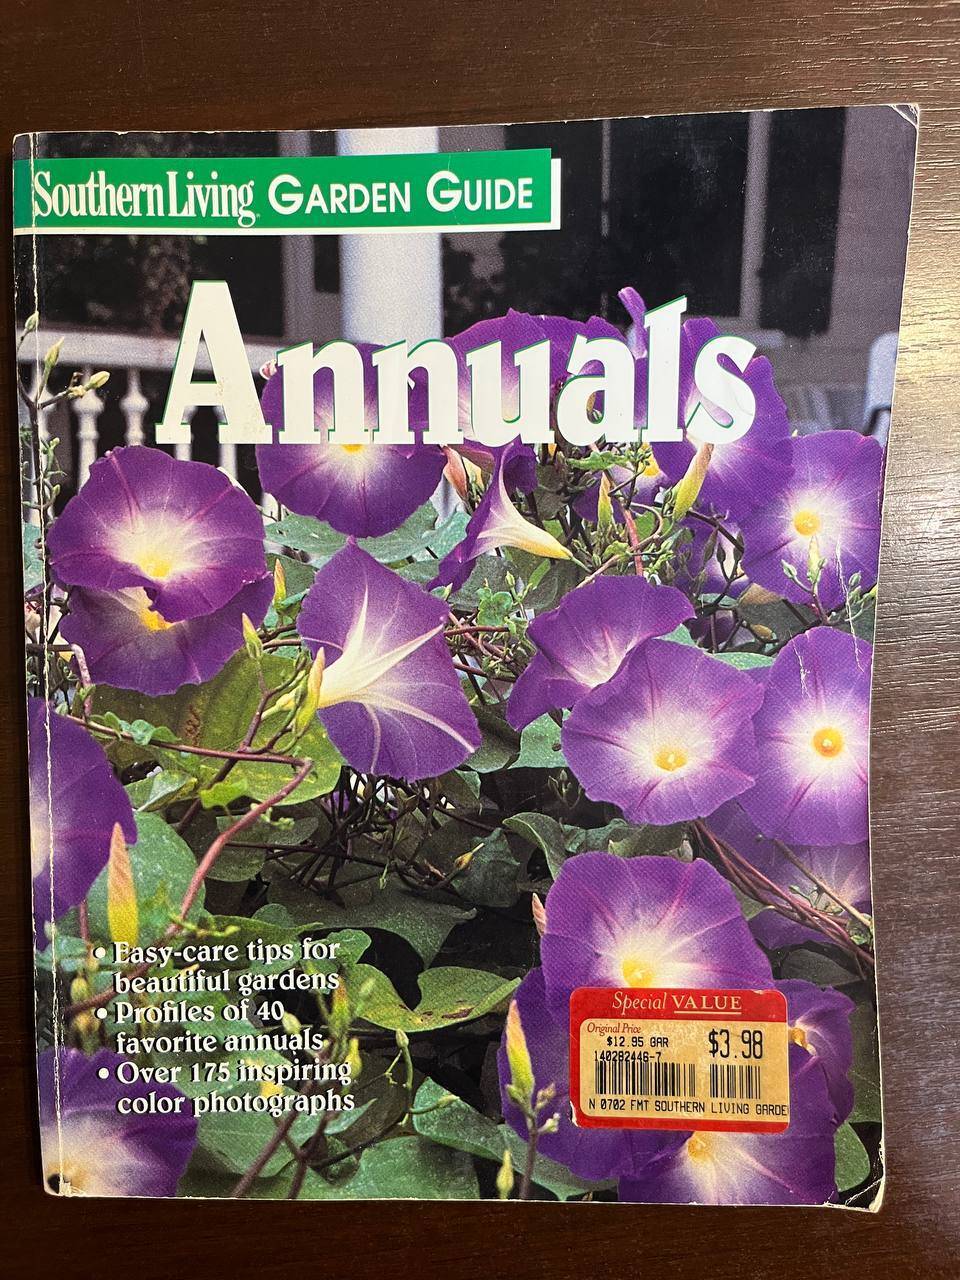 Southern Living® GARDEN GUIDE
Annuals
• Easy-care tips for
beautiful gardens
• Profiles of 40
favorite annuals
• Over 175 inspiring
color photographs
Special VALUE
Original Price
$12.95 GAR
$3.98
140282446-7
N 0702 FMT SOUTHERN LIVING GARDE